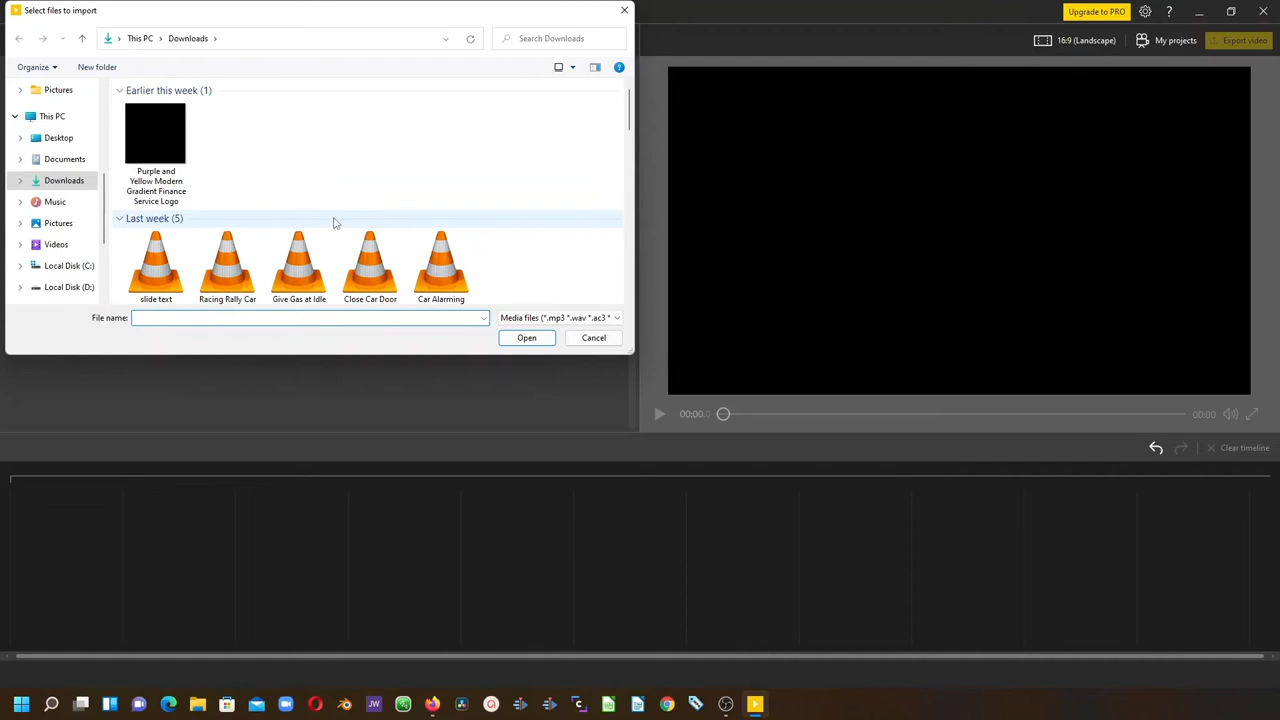 Select files to import
Upgrade to PRO
?
This PC > Downloads >
Search Downloads
16:9 (Landscape)
My projects
Export video
Organize
New folder
?
Pictures
This PC
Desktop
Documents
Downloads
Music
Pictures
Videos
Local Disk (C:)
Local Disk (D:)
Earlier this week (1)
Purple and
Yellow Modern
Gradient Finance
Service Logo
Last week (5)
slide text
Racing Rally Car
Give Gas at Idle
Close Car Door
Car Alarming
File name:
Media files (*.mp3 *.wav *.ac3 *
Open
Cancel
00:00.0
00:00
Clear timeline
JW